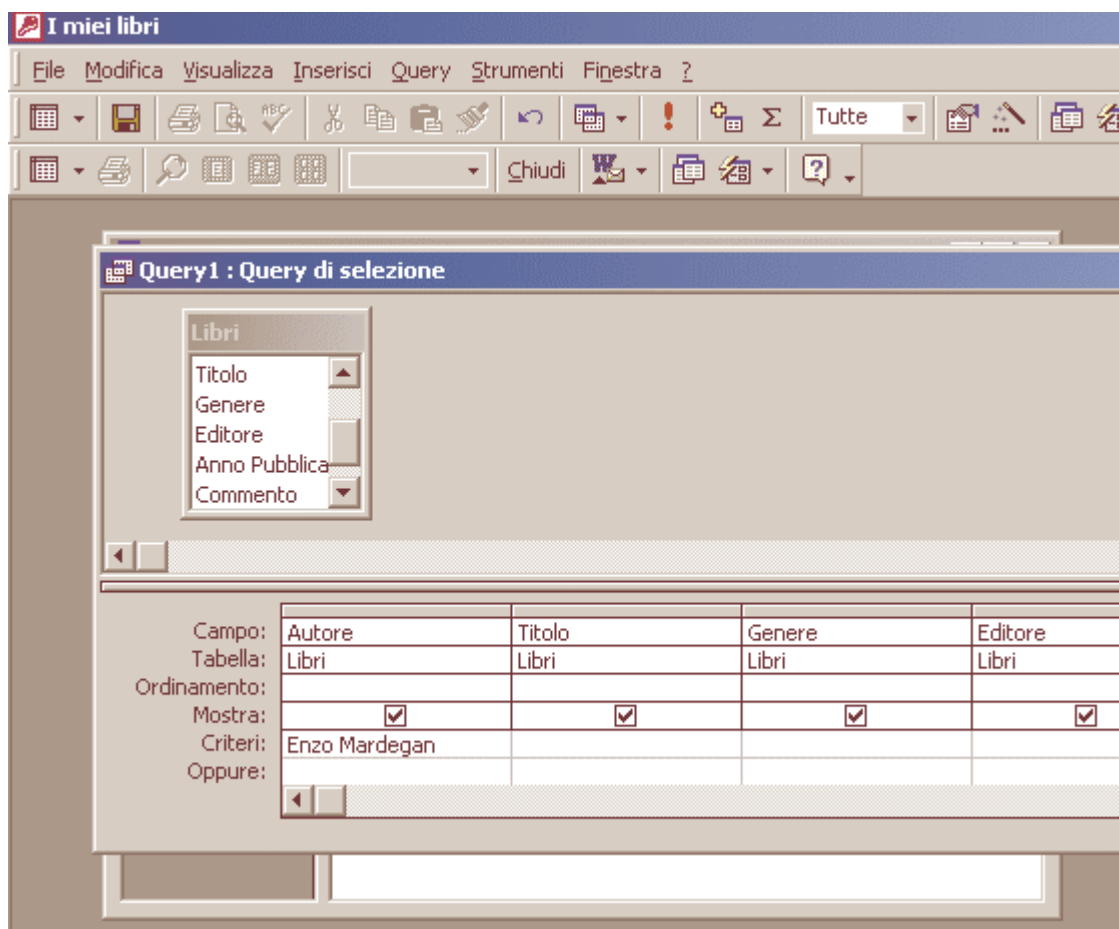 I miei libri
File Modifica Visualizza Inserisci Query Strumenti Finestra ?
ABC Σ Tutte
Chiudi W
Query1 : Query di selezione
Libri
Titolo
Genere
Editore
Anno Pubblica
Commento
Campo: Autore Titolo Genere Editore
Tabella: Libri Libri Libri Libri
Ordinamento:
Mostra:
Criteri: Enzo Mardegan
Oppure: